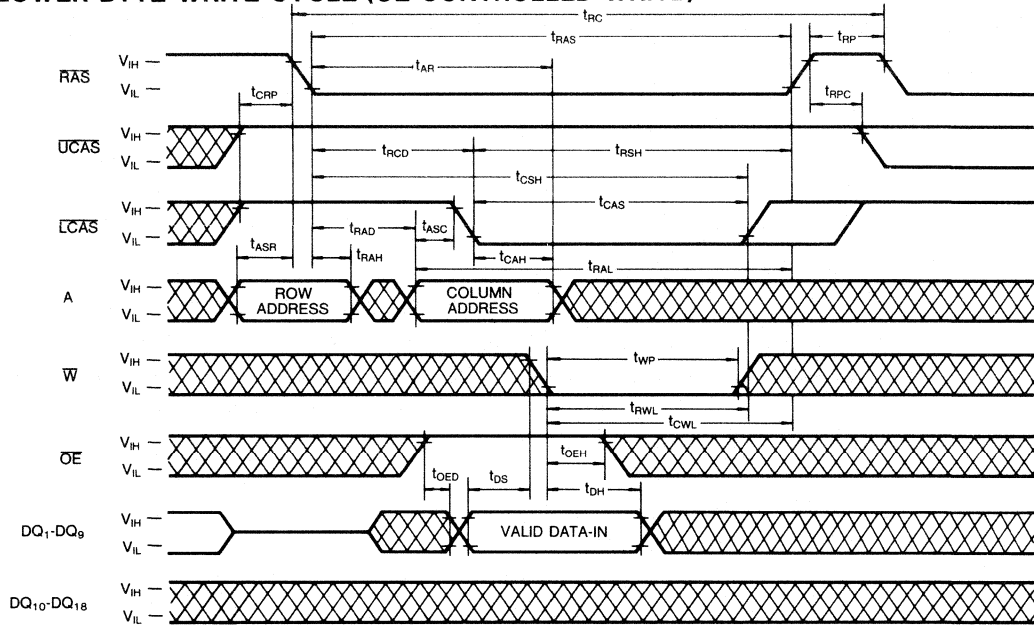 LOWER BYTE WRITE CYCLE (OE CONTROLLED WRITE)
tRC
tRAS
tRP
tAR
RAS
VIH
VIL
tCRP
tRPC
UCAS
VIH
VIL
tRCD
tRSH
tCSH
LCAS
VIH
VIL
tCAS
tRAD
tASC
tASR
tRAH
tCAH
tRAL
A
VIH
VIL
ROW ADDRESS
COLUMN ADDRESS
W
VIH
VIL
tWP
tRWL
tCWL
OE
VIH
VIL
tOEH
tOED
tDS
tDH
DQ1-DQ9
VIH
VIL
VALID DATA-IN
DQ10-DQ18
VIH
VIL